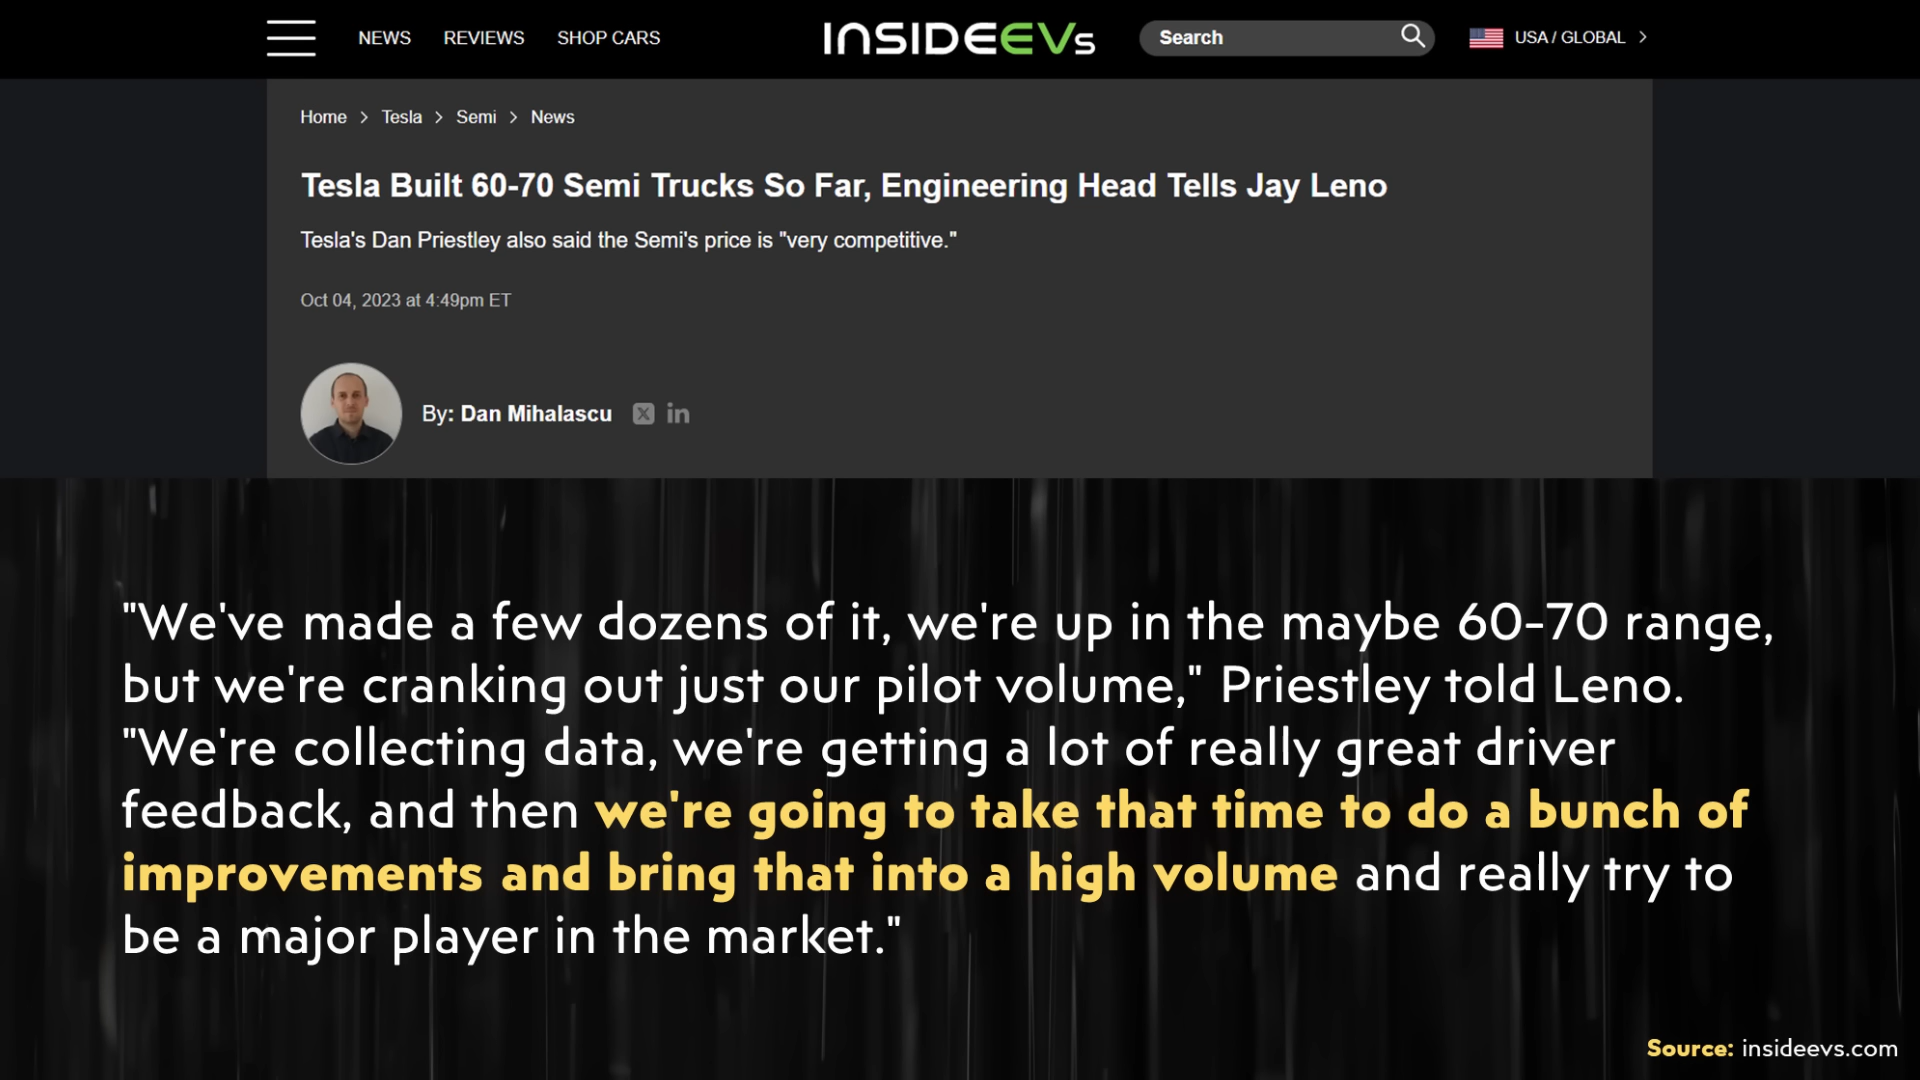 NEWS REVIEWS SHOP CARS INSIDEEVs Search USA / GLOBAL
Home > Tesla > Semi > News
Tesla Built 60-70 Semi Trucks So Far, Engineering Head Tells Jay Leno
Tesla's Dan Priestley also said the Semi's price is "very competitive."
Oct 04, 2023 at 4:49pm ET
By: Dan Mihalascu X in
"We've made a few dozens of it, we're up in the maybe 60-70 range,
but we're cranking out just our pilot volume," Priestley told Leno.
"We're collecting data, we're getting a lot of really great driver
feedback, and then we're going to take that time to do a bunch of
improvements and bring that into a high volume and really try to
be a major player in the market."
Source: insideevs.com